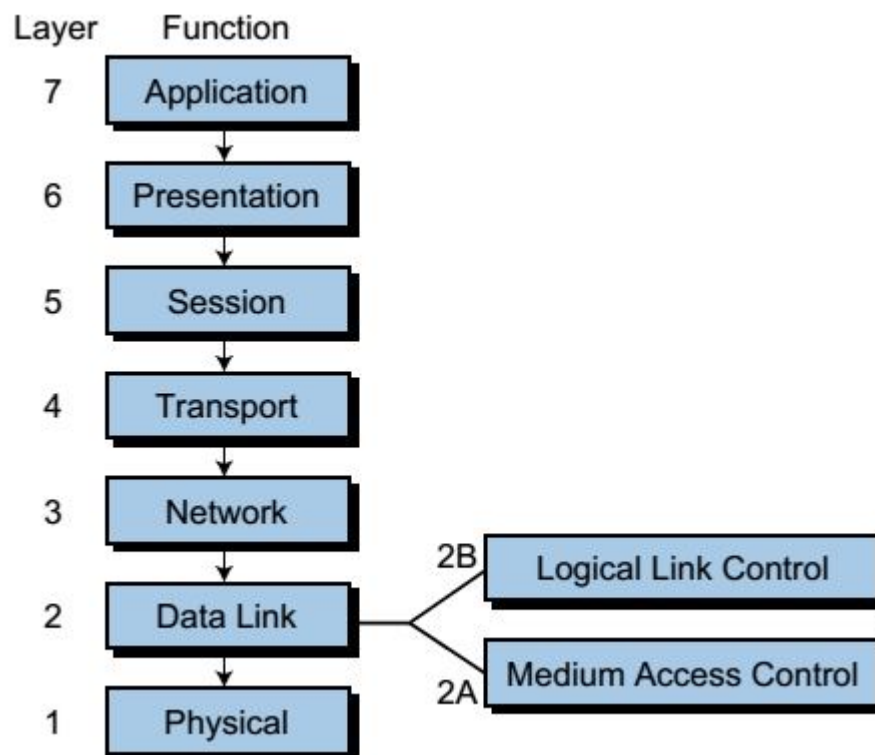 Layer Function
7 Application
6 Presentation
5 Session
4 Transport
3 Network
2B Logical Link Control
2 Data Link
2A Medium Access Control
1 Physical